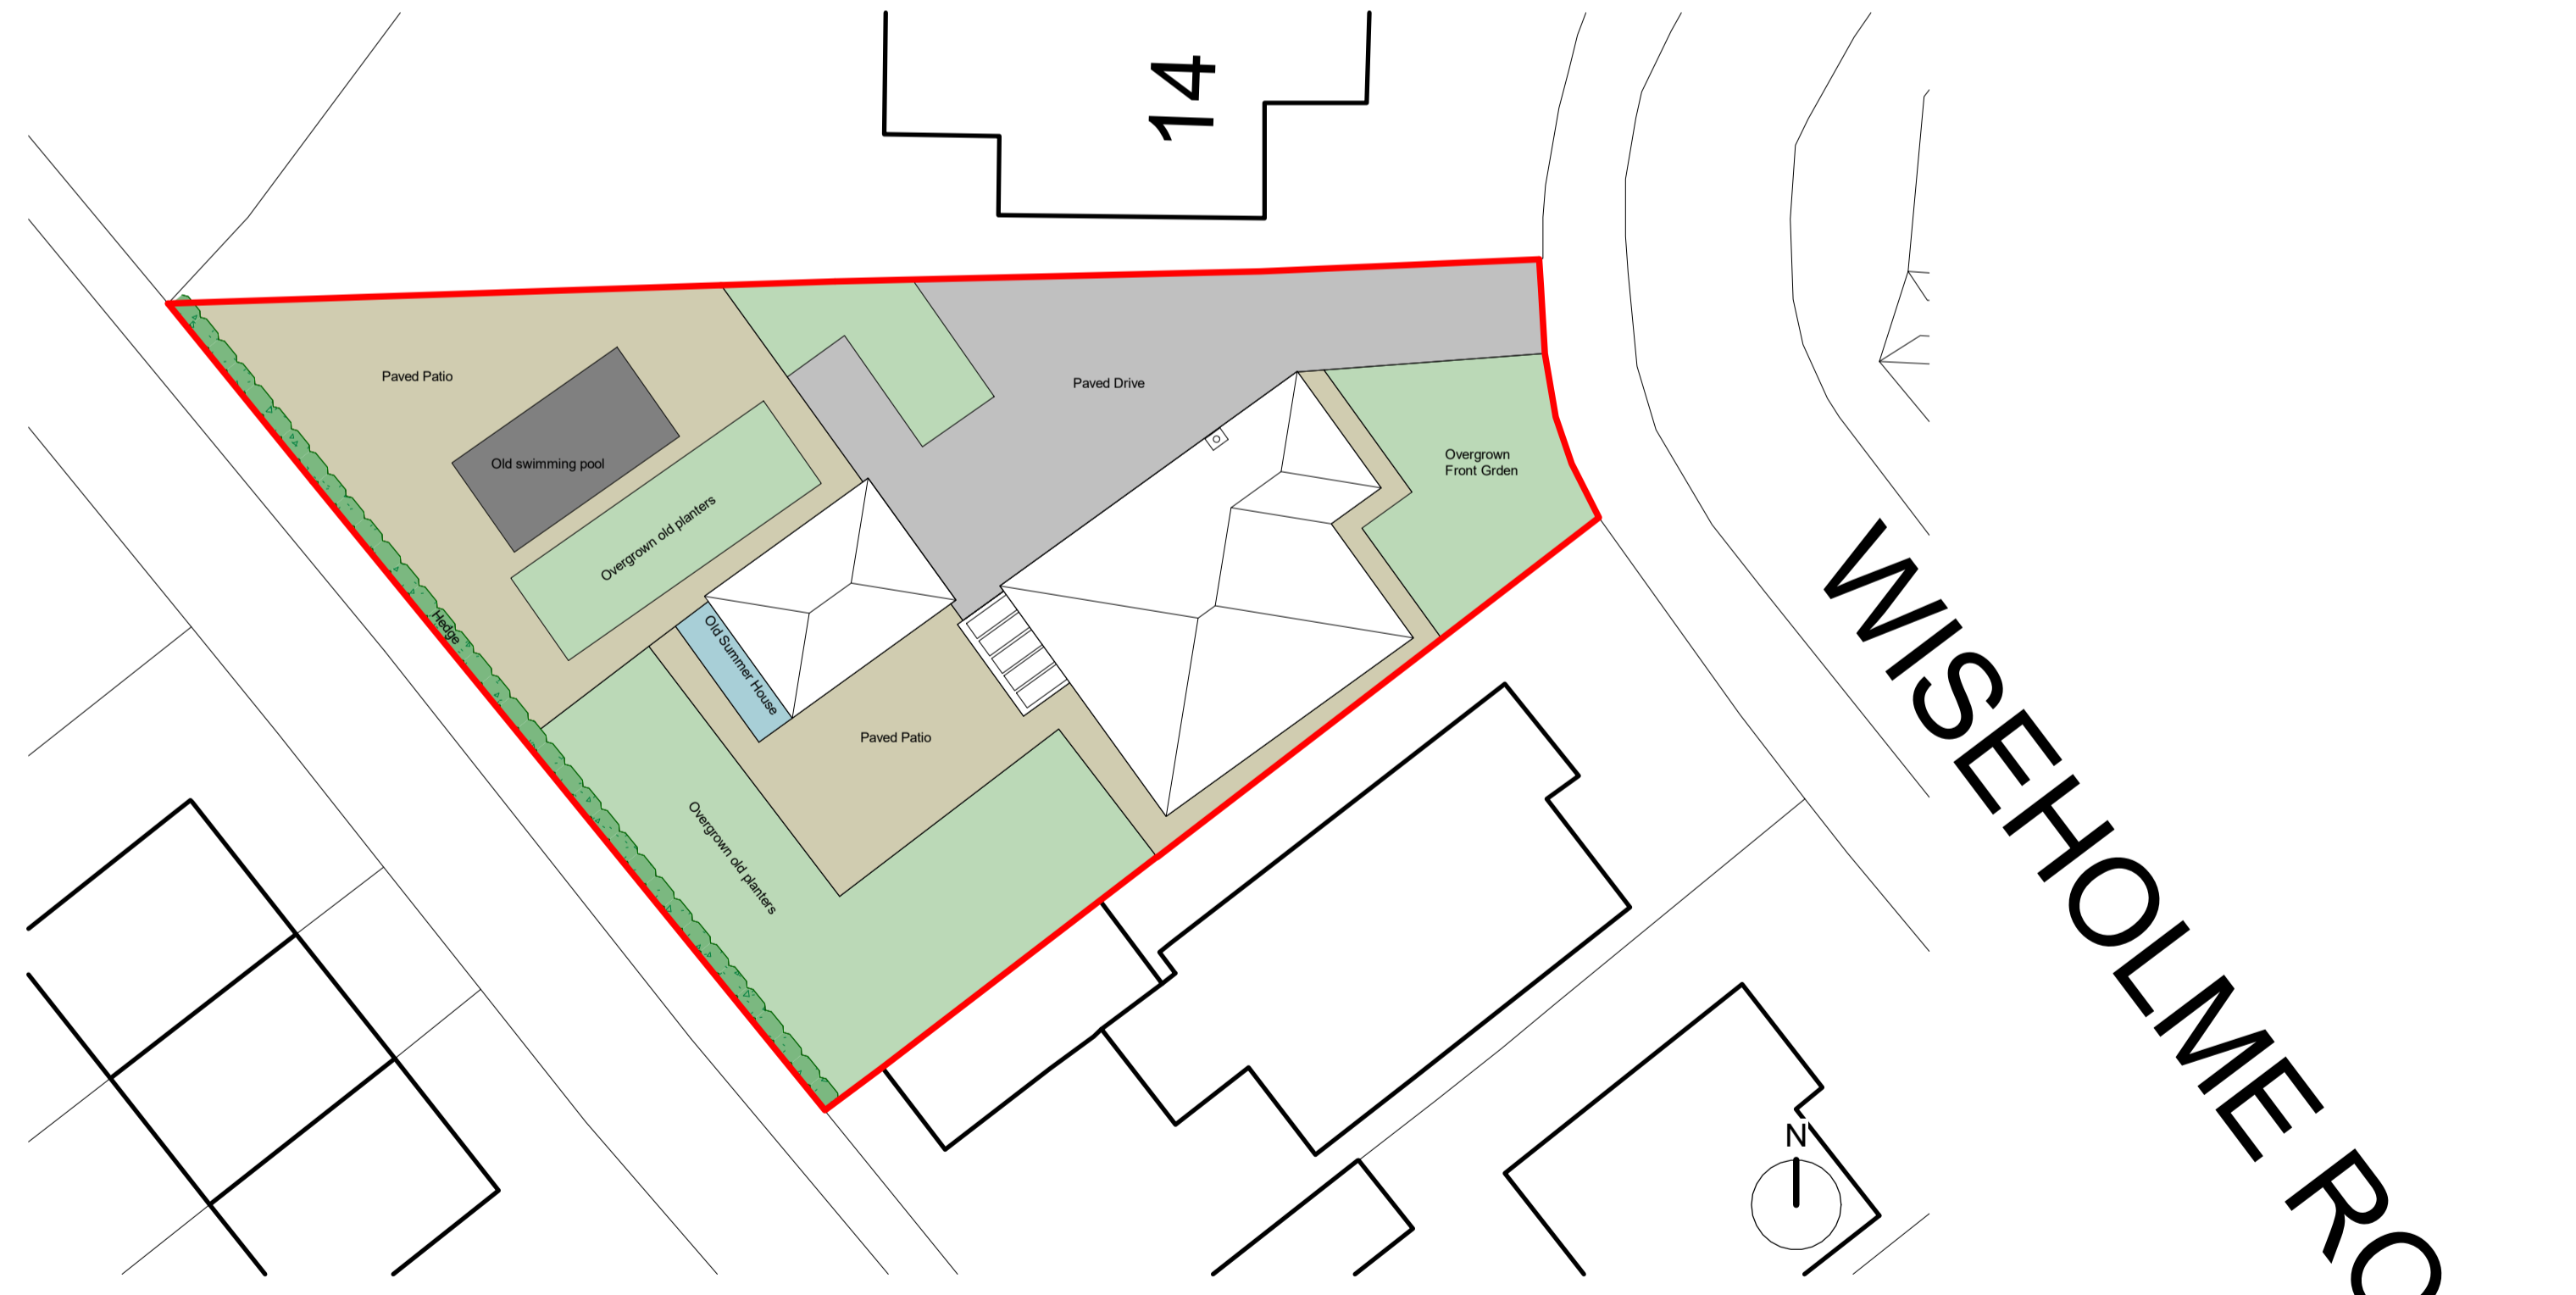 14
Paved Patio
Paved Drive
Old swimming pool
Overgrown
Front Grden
Overgrown old planters
Hedge
Old Summer House
Paved Patio
Overgrown old planters
WISEHOLME RO
N